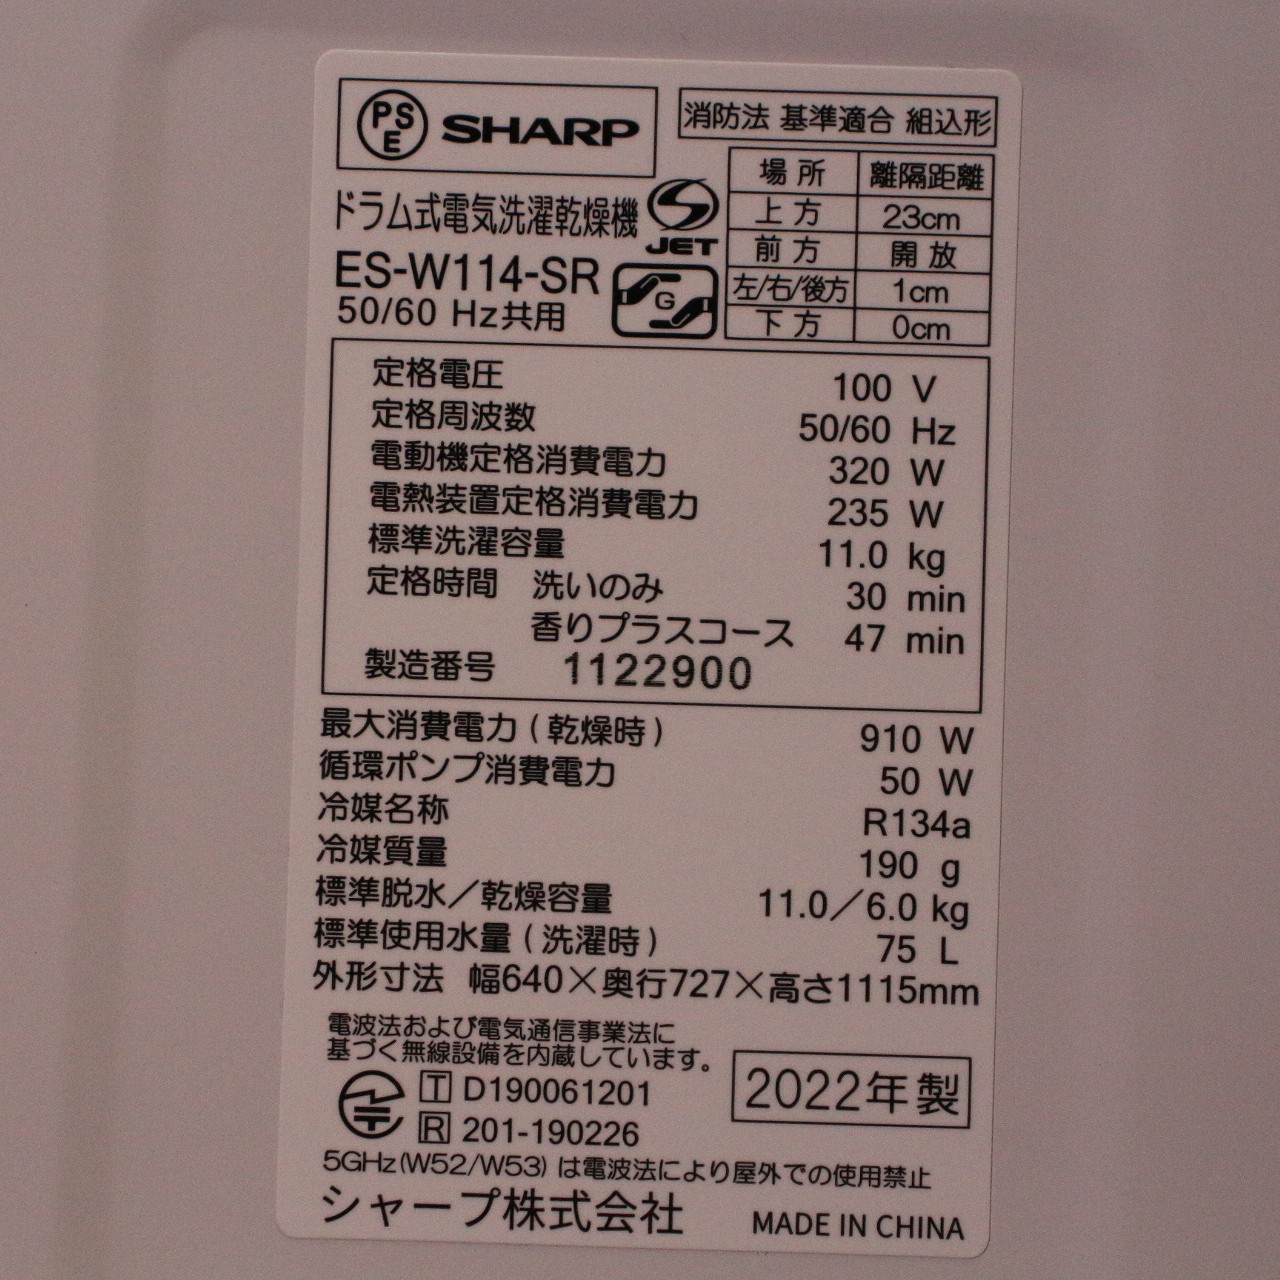 PSE SHARP
消防法 基準適合 組込形
場所 離隔距離
上方 23cm
前方 開放
左/右/後方 1cm
下方 0cm
ドラム式電気洗濯乾燥機
S JET
ES-W114-SR
G
50/60 Hz共用
定格電圧 100 V
定格周波数 50/60 Hz
電動機定格消費電力 320 W
電熱装置定格消費電力 235 W
標準洗濯容量 11.0 kg
定格時間 洗いのみ 30 min
香りプラスコース 47 min
製造番号 1122900
最大消費電力(乾燥時) 910 W
循環ポンプ消費電力 50 W
冷媒名称 R134a
冷媒質量 190 g
標準脱水/乾燥容量 11.0/6.0 kg
標準使用水量(洗濯時) 75 L
外形寸法 幅640×奥行727×高さ1115mm
電波法および電気通信事業法に
基づく無線設備を内蔵しています。
T D190061201
R 201-190226
2022年製
5GHz(W52/W53)は電波法により屋外での使用禁止
シャープ株式会社 MADE IN CHINA